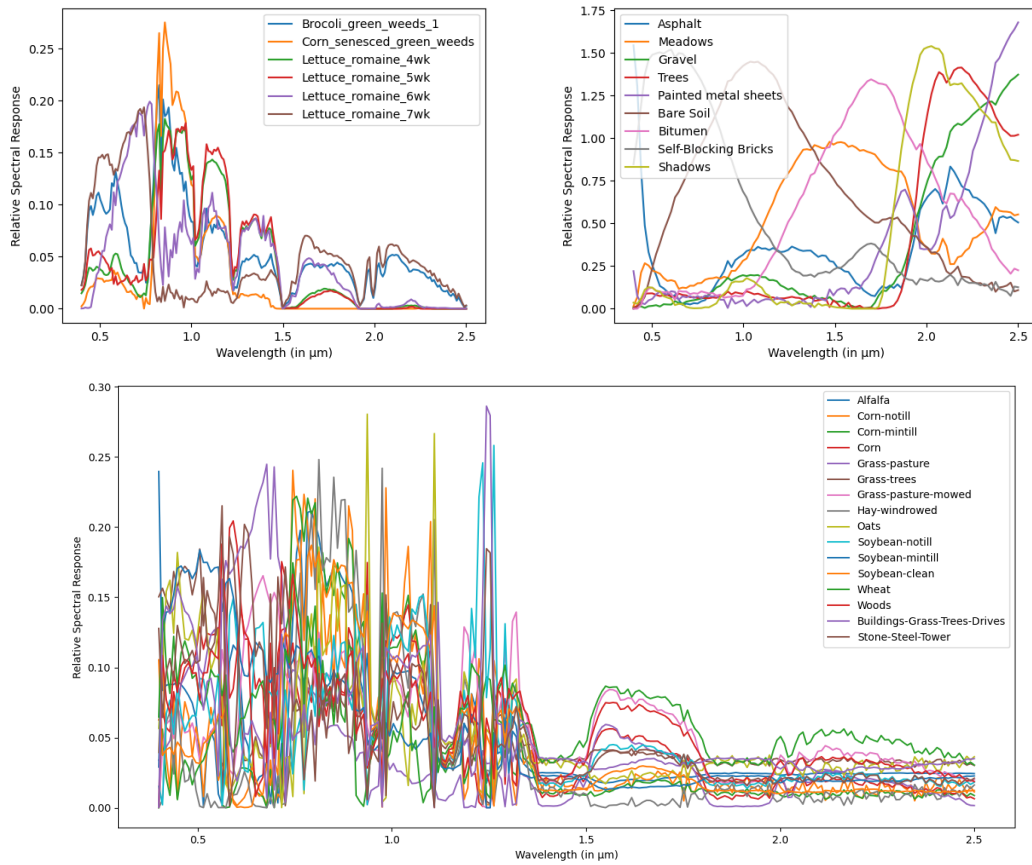 Relative Spectral Response
0.25
0.20
0.15
0.10
0.05
0.00
0.5
1.0
1.5
2.0
2.5
Wavelength (in μm)
Brocoli_green_weeds_1
Corn_senesced_green_weeds
Lettuce_romaine_4wk
Lettuce_romaine_5wk
Lettuce_romaine_6wk
Lettuce_romaine_7wk
Relative Spectral Response
1.75
1.50
1.25
1.00
0.75
0.50
0.25
0.00
0.5
1.0
1.5
2.0
2.5
Wavelength (in μm)
Asphalt
Meadows
Gravel
Trees
Painted metal sheets
Bare Soil
Bitumen
Self-Blocking Bricks
Shadows
Relative Spectral Response
0.30
0.25
0.20
0.15
0.10
0.05
0.00
0.5
1.0
1.5
2.0
2.5
Wavelength (in μm)
Alfalfa
Corn-notill
Corn-mintill
Corn
Grass-pasture
Grass-trees
Grass-pasture-mowed
Hay-windrowed
Oats
Soybean-notill
Soybean-mintill
Soybean-clean
Wheat
Woods
Buildings-Grass-Trees-Drives
Stone-Steel-Tower